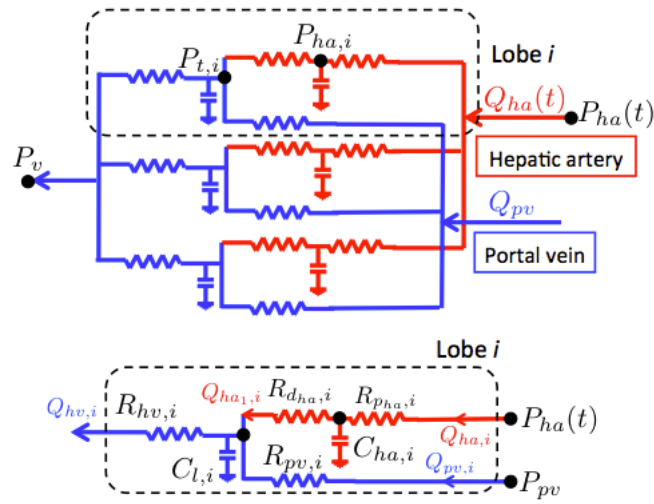 P_{ha,i}
Lobe i
P_{t,i}
Q_{ha}(t)
P_{ha}(t)
P_v
Hepatic artery
Q_{pv}
Portal vein
Lobe i
Q_{hv,i}
R_{hv,i}
Q_{ha_1,i}
R_{d_{ha},i}
R_{p_{ha},i}
P_{ha}(t)
Q_{ha,i}
C_{l,i}
R_{pv,i}
C_{ha,i}
Q_{pv,i}
P_{pv}